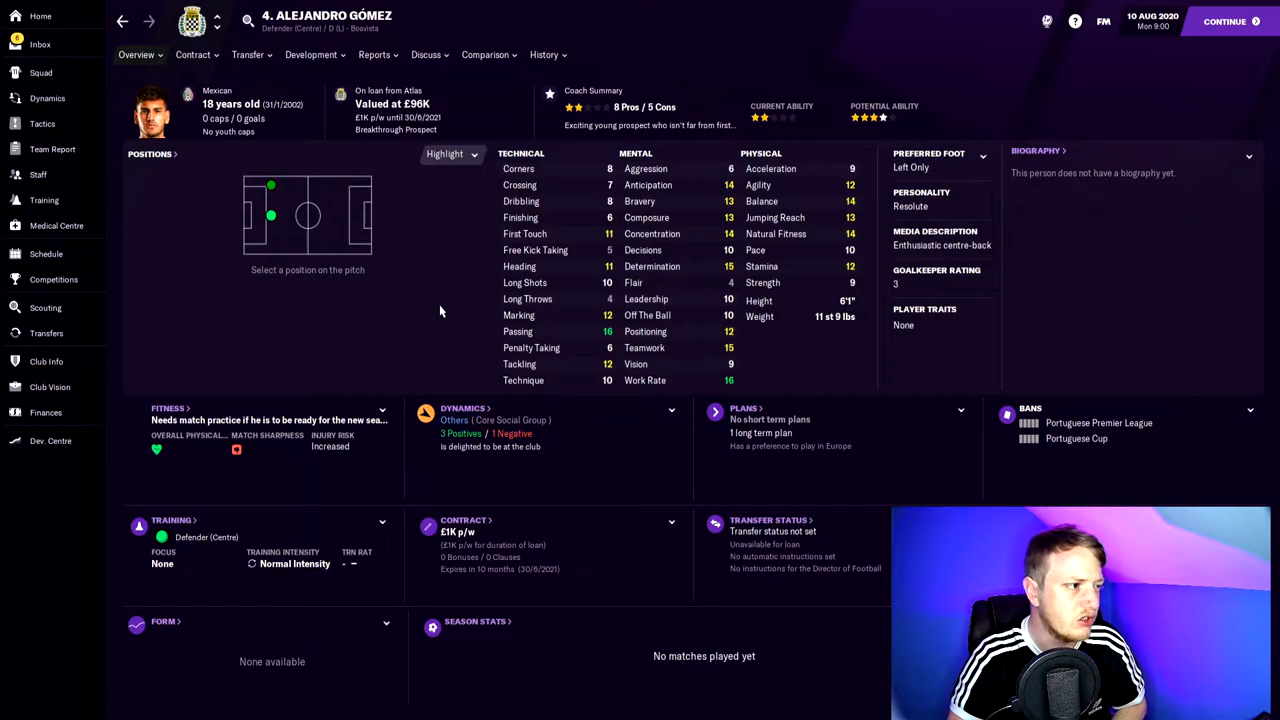 4. ALEJANDRO GÓMEZ
Defender (Centre) / D (L) - Boavista
10 AUG 2020
Mon 9:00
CONTINUE
FM
?
Home
6
Inbox
Squad
Dynamics
Tactics
Team Report
Staff
Training
Medical Centre
Schedule
Competitions
Scouting
Transfers
Club Info
Club Vision
Finances
Dev. Centre
Overview
Contract
Transfer
Development
Reports
Discuss
Comparison
History
Mexican
18 years old (31/1/2002)
0 caps / 0 goals
No youth caps
On loan from Atlas
Valued at £96K
£1K p/w until 30/6/2021
Breakthrough Prospect
Coach Summary
8 Pros / 5 Cons
Exciting young prospect who isn't far from first...
CURRENT ABILITY
POTENTIAL ABILITY
POSITIONS
Highlight
Select a position on the pitch
TECHNICAL
Corners 8
Crossing 7
Dribbling 8
Finishing 6
First Touch 11
Free Kick Taking 5
Heading 11
Long Shots 10
Long Throws 4
Marking 12
Passing 16
Penalty Taking 6
Tackling 12
Technique 10
MENTAL
Aggression 6
Anticipation 14
Bravery 13
Composure 13
Concentration 14
Decisions 10
Determination 15
Flair 4
Leadership 10
Off The Ball 10
Positioning 12
Teamwork 15
Vision 9
Work Rate 16
PHYSICAL
Acceleration 9
Agility 12
Balance 14
Jumping Reach 13
Natural Fitness 14
Pace 10
Stamina 12
Strength 9
Height 6'1"
Weight 11 st 9 lbs
PREFERRED FOOT
Left Only
PERSONALITY
Resolute
MEDIA DESCRIPTION
Enthusiastic centre-back
GOALKEEPER RATING
3
PLAYER TRAITS
None
BIOGRAPHY
This person does not have a biography yet.
FITNESS
Needs match practice if he is to be ready for the new sea...
OVERALL PHYSICAL...
MATCH SHARPNESS
INJURY RISK
Increased
DYNAMICS
Others ( Core Social Group )
3 Positives / 1 Negative
Is delighted to be at the club
PLANS
No short term plans
1 long term plan
Has a preference to play in Europe
BANS
Portuguese Premier League
Portuguese Cup
TRAINING
Defender (Centre)
FOCUS
None
TRAINING INTENSITY
Normal Intensity
TRN RAT
- –
CONTRACT
£1K p/w
(£1K p/w for duration of loan)
0 Bonuses / 0 Clauses
Expires in 10 months (30/6/2021)
TRANSFER STATUS
Transfer status not set
Unavailable for loan
No automatic instructions set
No instructions for the Director of Football
FORM
None available
SEASON STATS
No matches played yet